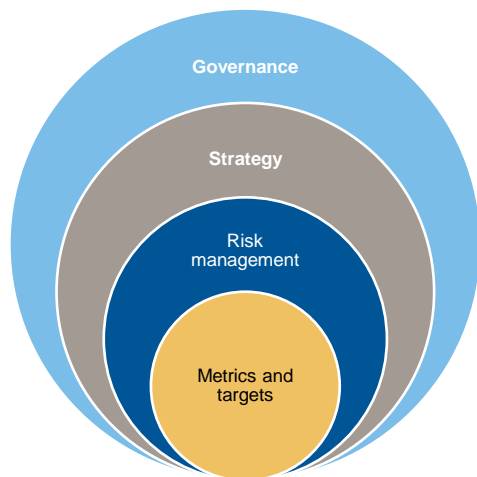 Governance
Strategy
Risk
management
Metrics and
targets